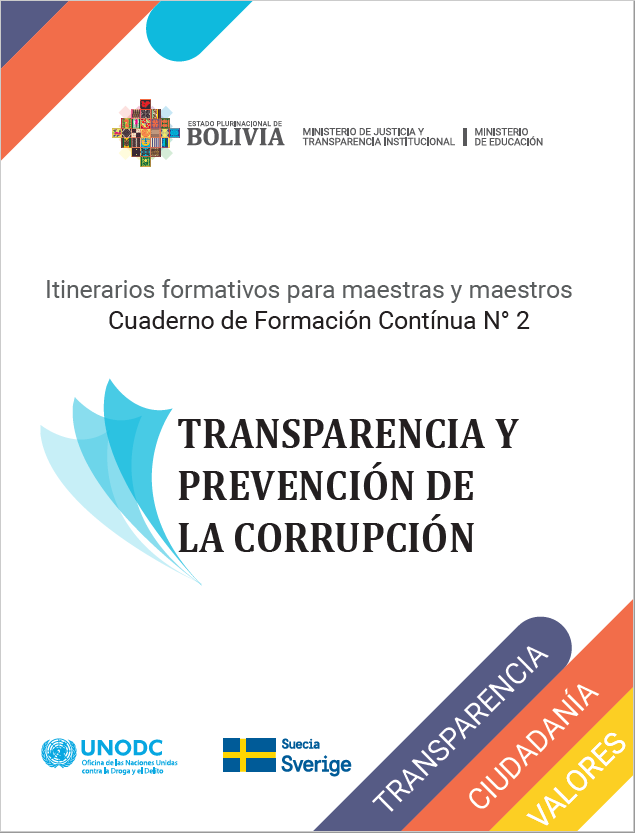 ESTADO PLURINACIONAL DE
BOLIVIA
MINISTERIO DE JUSTICIA Y
TRANSPARENCIA INSTITUCIONAL
MINISTERIO
DE EDUCACIÓN
Itinerarios formativos para maestras y maestros
Cuaderno de Formación Contínua N° 2
TRANSPARENCIA Y
PREVENCIÓN DE
LA CORRUPCIÓN
UNODC
Oficina de las Naciones Unidas
contra la Droga y el Delito
Suecia
Sverige
TRANSPARENCIA
CIUDADANÍA
VALORES